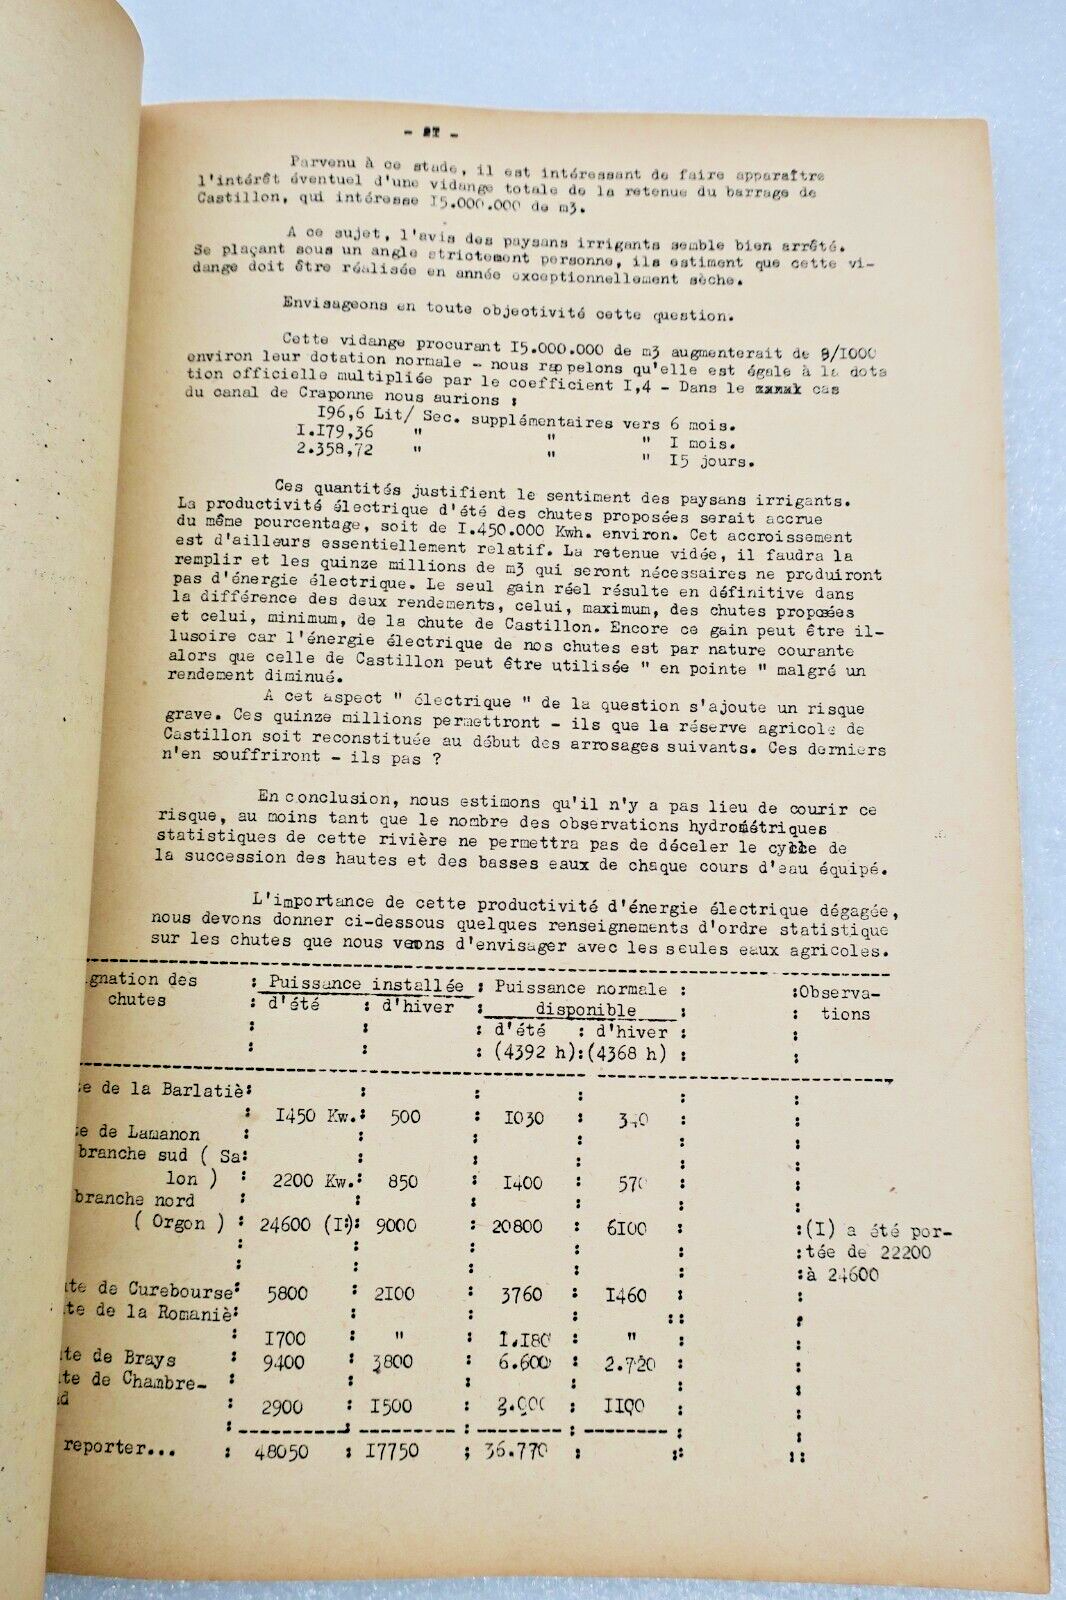 Parvenu à ce stade, il est intéressant de faire apparaître
l'intérêt éventuel d'une vidange totale de la retenue du barrage de
Castillon, qui intéresse I5.000.000 de m3.
A ce sujet, l'avis des paysans irrigants semble bien arrêté.
Se plaçant sous un angle strictement personne, ils estiment que cette vi-
dange doit être réalisée en année exceptionnellement sèche.
Envisageons en toute objectivité cette question.
Cette vidange procurant I5.000.000 de m3 augmenterait de 9/I000
environ leur dotation normale - nous rappelons qu'elle est égale à la dota
tion officielle multipliée par le coefficient I,4 - Dans le cas
du canal de Craponne nous aurions :
I96,6 Lit/ Sec. supplémentaires vers 6 mois.
I.I79,36 " " " I mois.
2.358,72 " " " I5 jours.
Ces quantités justifient le sentiment des paysans irrigants.
La productivité électrique d'été des chutes proposées serait accrue
du même pourcentage, soit de I.450.000 Kwh. environ. Cet accroissement
est d'ailleurs essentiellement relatif. La retenue vidée, il faudra la
remplir et les quinze millions de m3 qui seront nécessaires ne produiront
pas d'énergie électrique. Le seul gain réel résulte en définitive dans
la différence des deux rendements, celui, maximum, des chutes proposées
et celui, minimum, de la chute de Castillon. Encore ce gain peut être il-
lusoire car l'énergie électrique de nos chutes est par nature courante
alors que celle de Castillon peut être utilisée " en pointe " malgré un
rendement diminué.
A cet aspect " électrique " de la question s'ajoute un risque
grave. Ces quinze millions permettront - ils que la réserve agricole de
Castillon soit reconstituée au début des arrosages suivants. Ces derniers
n'en souffriront - ils pas ?
En conclusion, nous estimons qu'il n'y a pas lieu de courir ce
risque, au moins tant que le nombre des observations hydrométriques
statistiques de cette rivière ne permettra pas de déceler le cycle de
la succession des hautes et des basses eaux de chaque cours d'eau équipé.
L'importance de cette productivité d'énergie électrique dégagée,
nous devons donner ci-dessous quelques renseignements d'ordre statistique
sur les chutes que nous venons d'envisager avec les seules eaux agricoles.
gnation des : Puissance installée : Puissance normale : :Observa-
chutes : d'été : d'hiver : disponible : : tions
: : : d'été : d'hiver : :
: : : (4392 h):(4368 h) : :
e de la Barlatiè: : : : : :
: I450 Kw.: 500 : I030 : 340 : :
e de Lamanon : : : : : :
branche sud ( Sa: : : : : :
lon ) : 2200 Kw.: 850 : I400 : 570 : :
branche nord : : : : : :
( Orgon ) : 24600 (I): 9000 : 20800 : 6I00 : :(I) a été por-
: : : : : :tée de 22200
: : : : : :à 24600
te de Curebourse: 5800 : 2I00 : 3760 : I460 : :
te de la Romaniè: : : : :: :
: I700 : " : I.I80 : " : :
te de Brays : 9400 : 3800 : 6.600 : 2.720 : :
te de Chambre- : : : : : :
d : 2900 : I500 : : II00 : :
reporter... : 48050 : I7750 : 36.770 : :: ::